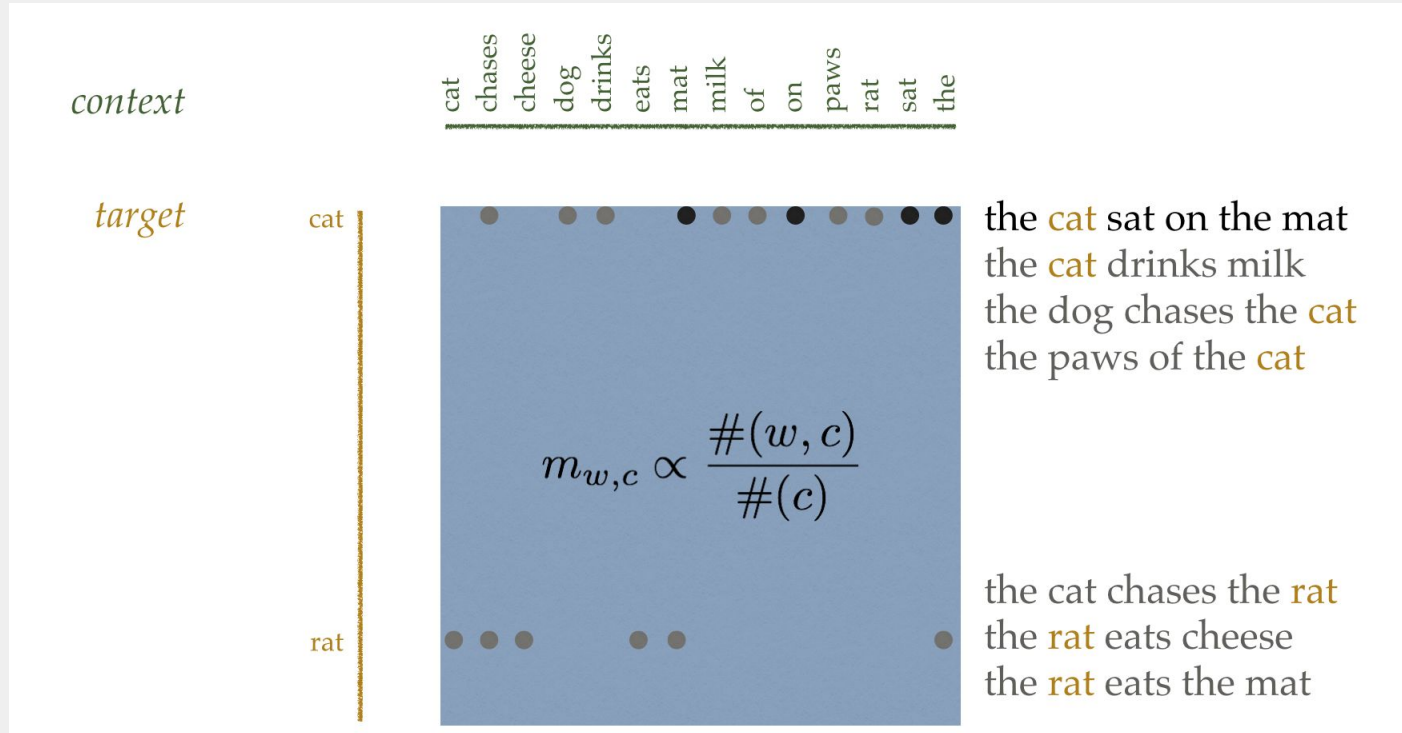 context
cat chases cheese dog drinks eats mat milk of on paws rat sat the
target
cat
the cat sat on the mat
the cat drinks milk
the dog chases the cat
the paws of the cat
m_{w,c} ∝ #(w, c) / #(c)
rat
the cat chases the rat
the rat eats cheese
the rat eats the mat